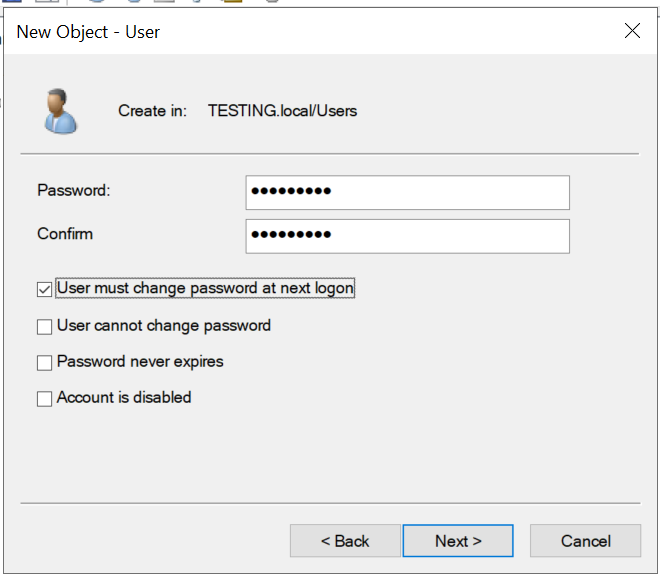 New Object - User
Create in: TESTING.local/Users
Password: •••••••••
Confirm •••••••••
User must change password at next logon
User cannot change password
Password never expires
Account is disabled
< Back Next > Cancel